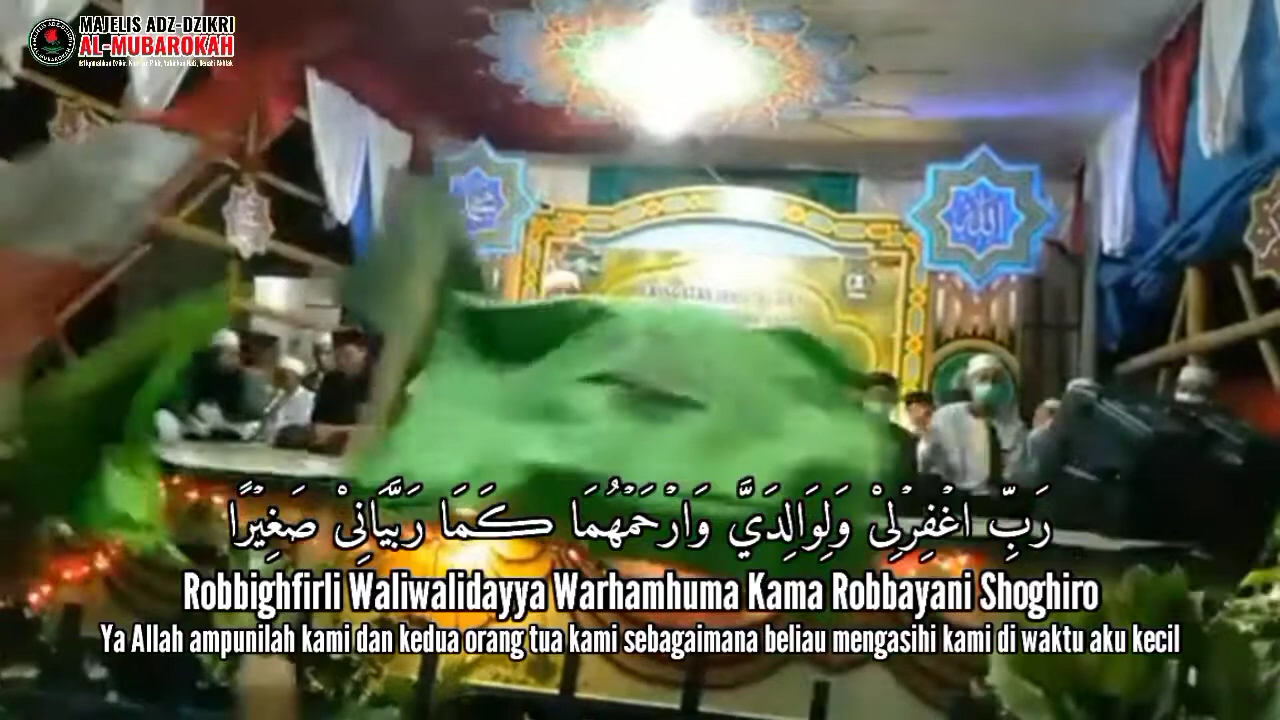 MAJELIS ADZ-DZIKRI
AL-MUBAROKAH
الله
رَبِّ اغْفِرْلِيْ وَلِوَالِدَيَّ وَارْحَمْهُمَا كَمَا رَبَّيَانِيْ صَغِيْرًا
Robbighfirli Waliwalidayya Warhamhuma Kama Robbayani Shoghiro
Ya Allah ampunilah kami dan kedua orang tua kami sebagaimana beliau mengasihi kami di waktu aku kecil